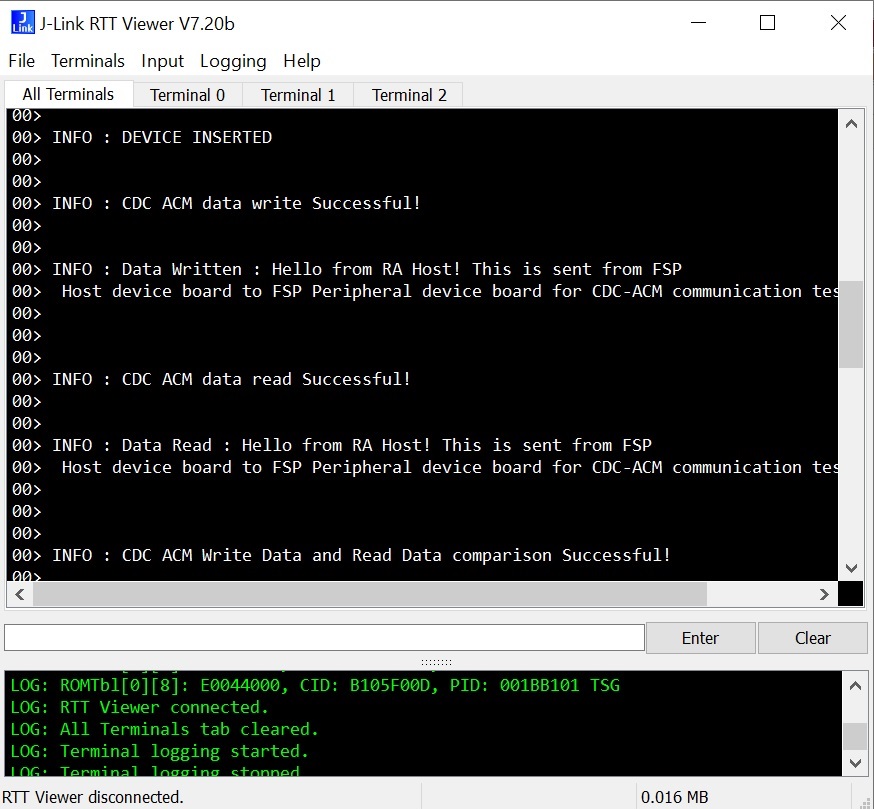 J-Link RTT Viewer V7.20b
File Terminals Input Logging Help
All Terminals Terminal 0 Terminal 1 Terminal 2
00>
00> INFO : DEVICE INSERTED
00>
00>
00> INFO : CDC ACM data write Successful!
00>
00>
00> INFO : Data Written : Hello from RA Host! This is sent from FSP
00>  Host device board to FSP Peripheral device board for CDC-ACM communication tes
00>
00>
00>
00> INFO : CDC ACM data read Successful!
00>
00>
00> INFO : Data Read : Hello from RA Host! This is sent from FSP
00>  Host device board to FSP Peripheral device board for CDC-ACM communication tes
00>
00>
00>
00> INFO : CDC ACM Write Data and Read Data comparison Successful!
00>
Enter Clear
LOG: ROMTbl[0][8]: E0044000, CID: B105F00D, PID: 001BB101 TSG
LOG: RTT Viewer connected.
LOG: All Terminals tab cleared.
LOG: Terminal logging started.
LOG: Terminal logging stopped
RTT Viewer disconnected. 0.016 MB